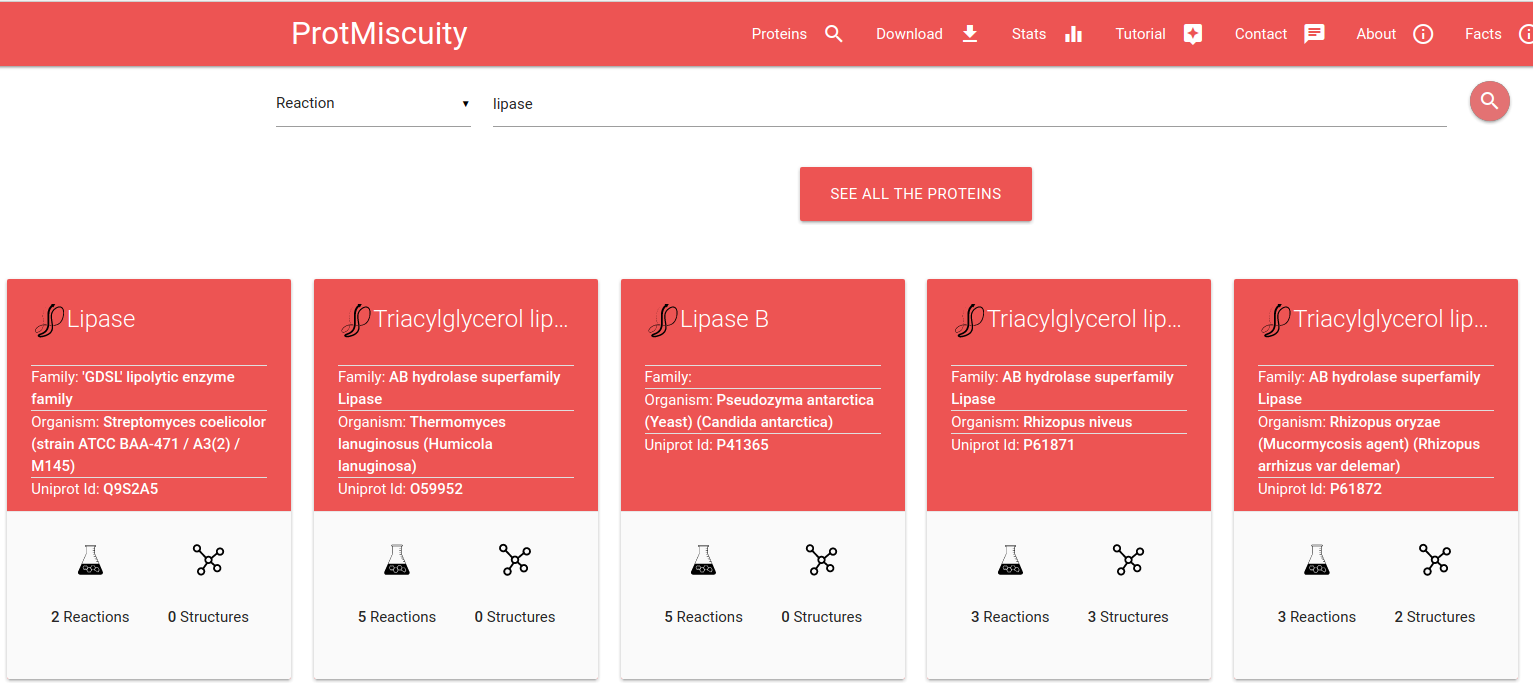 ProtMiscuity
Proteins
Download
Stats
Tutorial
Contact
About
Facts
Reaction
lipase
SEE ALL THE PROTEINS
Lipase
Family: 'GDSL' lipolytic enzyme
family
Organism: Streptomyces coelicolor
(strain ATCC BAA-471 / A3(2) /
M145)
Uniprot Id: Q9S2A5
2 Reactions
0 Structures
Triacylglycerol lip...
Family: AB hydrolase superfamily
Lipase
Organism: Thermomyces
lanuginosus (Humicola
lanuginosa)
Uniprot Id: O59952
5 Reactions
0 Structures
Lipase B
Family:
Organism: Pseudozyma antarctica
(Yeast) (Candida antarctica)
Uniprot Id: P41365
5 Reactions
0 Structures
Triacylglycerol lip...
Family: AB hydrolase superfamily
Lipase
Organism: Rhizopus niveus
Uniprot Id: P61871
3 Reactions
3 Structures
Triacylglycerol lip...
Family: AB hydrolase superfamily
Lipase
Organism: Rhizopus oryzae
(Mucormycosis agent) (Rhizopus
arrhizus var delemar)
Uniprot Id: P61872
3 Reactions
2 Structures